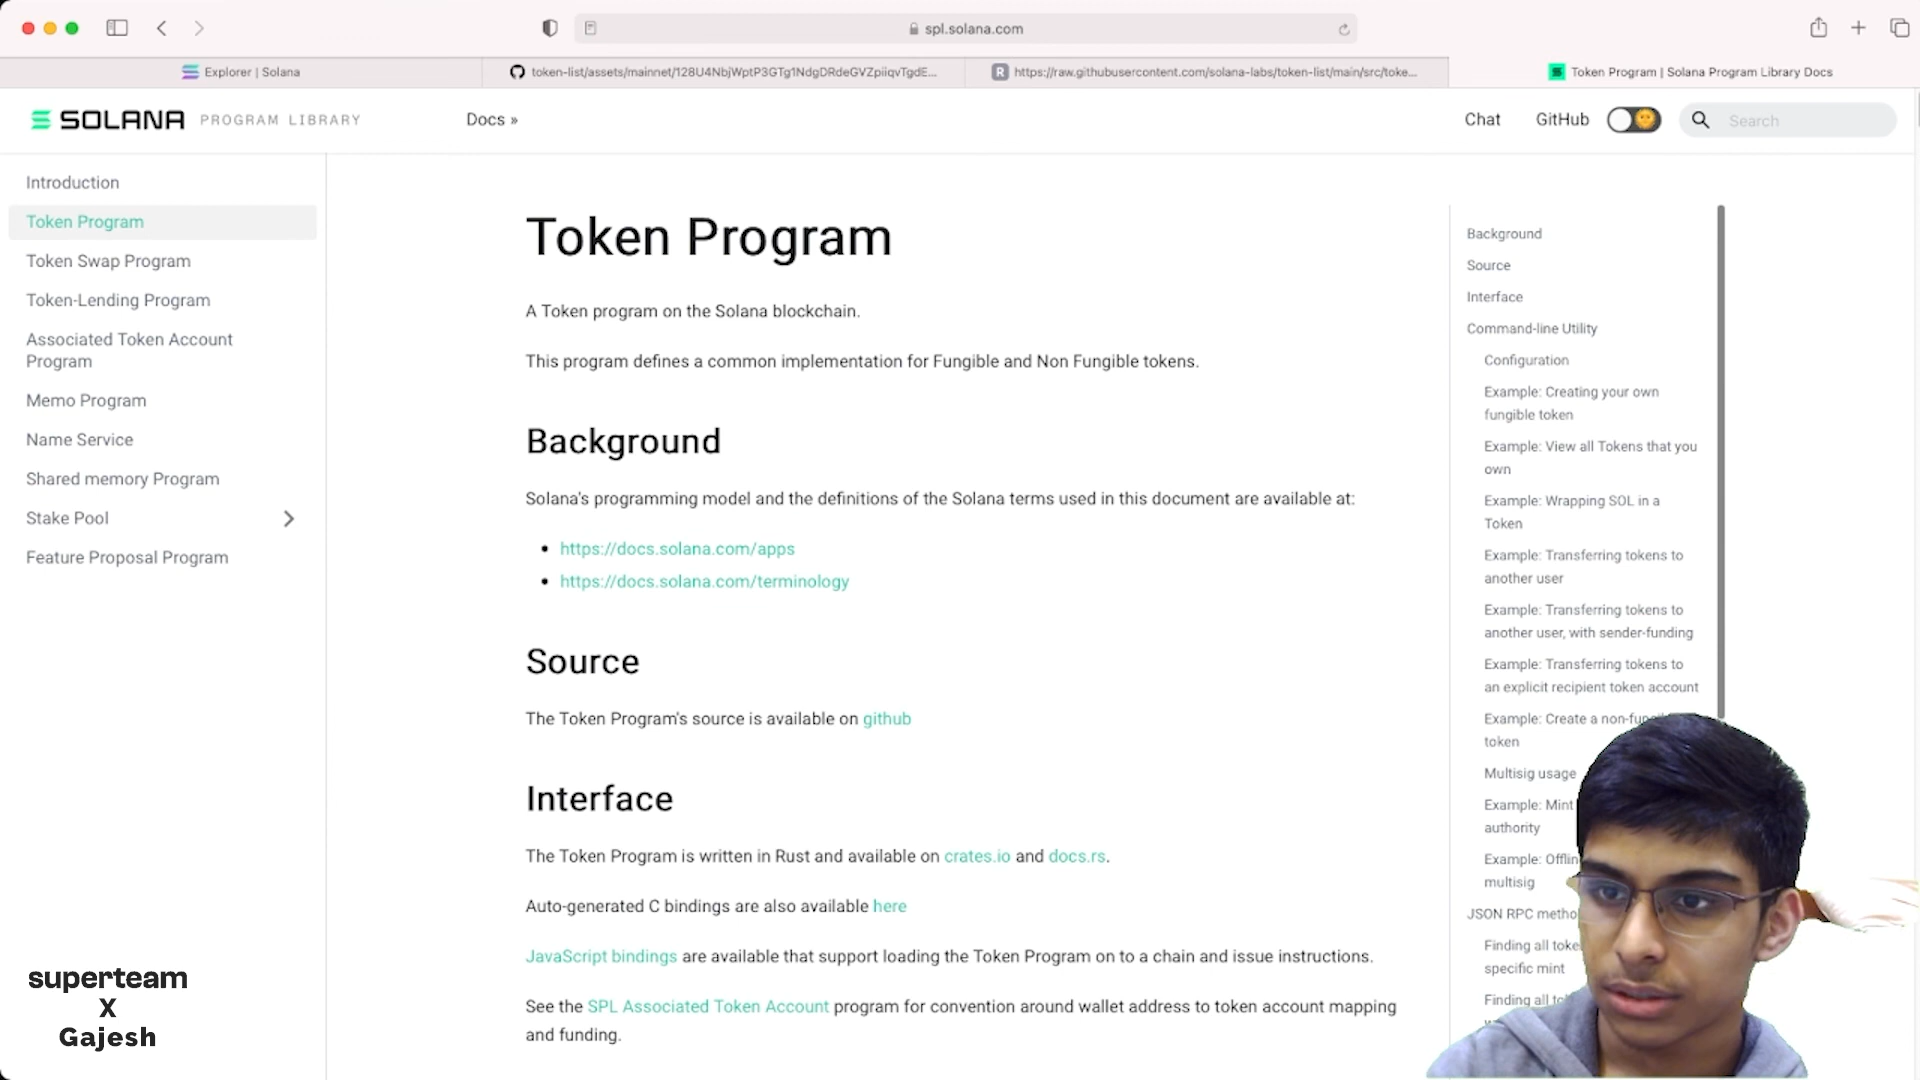 spl.solana.com
Explorer | Solana
token-list/assets/mainnet/128U4NbjWptP3GTg1NdgDRdeGVZpiiqvTgdE...
R https://raw.githubusercontent.com/solana-labs/token-list/main/src/toke...
Token Program | Solana Program Library Docs
SOLANA PROGRAM LIBRARY
Docs »
Chat
GitHub
Search
Introduction
Token Program
Token Swap Program
Token-Lending Program
Associated Token Account
Program
Memo Program
Name Service
Shared memory Program
Stake Pool
Feature Proposal Program
Token Program
A Token program on the Solana blockchain.
This program defines a common implementation for Fungible and Non Fungible tokens.
Background
Solana's programming model and the definitions of the Solana terms used in this document are available at:
• https://docs.solana.com/apps
• https://docs.solana.com/terminology
Source
The Token Program's source is available on github
Interface
The Token Program is written in Rust and available on crates.io and docs.rs.
Auto-generated C bindings are also available here
JavaScript bindings are available that support loading the Token Program on to a chain and issue instructions.
See the SPL Associated Token Account program for convention around wallet address to token account mapping
and funding.
Background
Source
Interface
Command-line Utility
Configuration
Example: Creating your own
fungible token
Example: View all Tokens that you
own
Example: Wrapping SOL in a
Token
Example: Transferring tokens to
another user
Example: Transferring tokens to
another user, with sender-funding
Example: Transferring tokens to
an explicit recipient token account
Example: Create a
token
Multisig usage
Example: Mint
authority
Example:
multisig
JSON RPC
Finding all
specific mint
Finding all
superteam
X
Gajesh